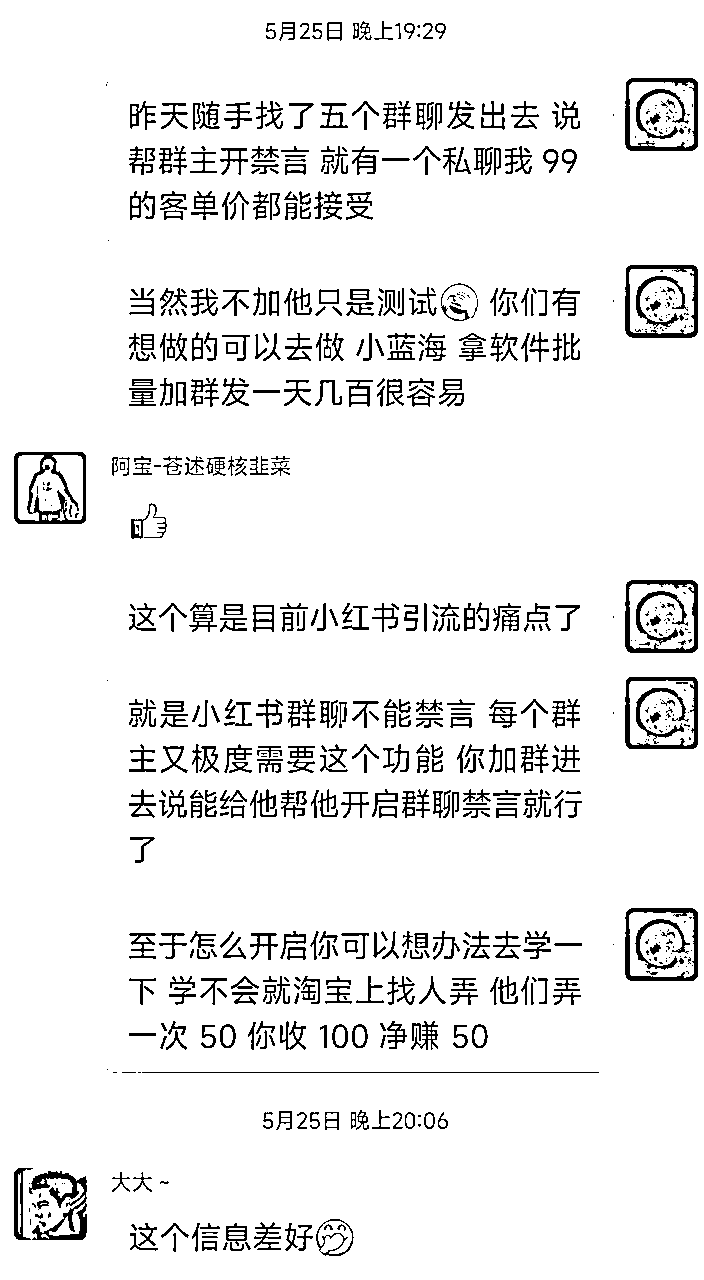 5月25日 晚上19:29
昨天随手找了五个群聊发出去 说
帮群主开禁言 就有一个私聊我 99
的客单价都能接受
当然我不加他只是测试 你们有
想做的可以去做 小蓝海 拿软件批
量加群发一天几百很容易
阿宝-苍述硬核韭菜
这个算是目前小红书引流的痛点了
就是小红书群聊不能禁言 每个群
主又极度需要这个功能 你加群进
去说能给他帮他开启群聊禁言就行
了
至于怎么开启你可以想办法去学一
下 学不会就淘宝上找人弄 他们弄
一次 50 你收 100 净赚 50
5月25日 晚上20:06
大大 ~
这个信息差好